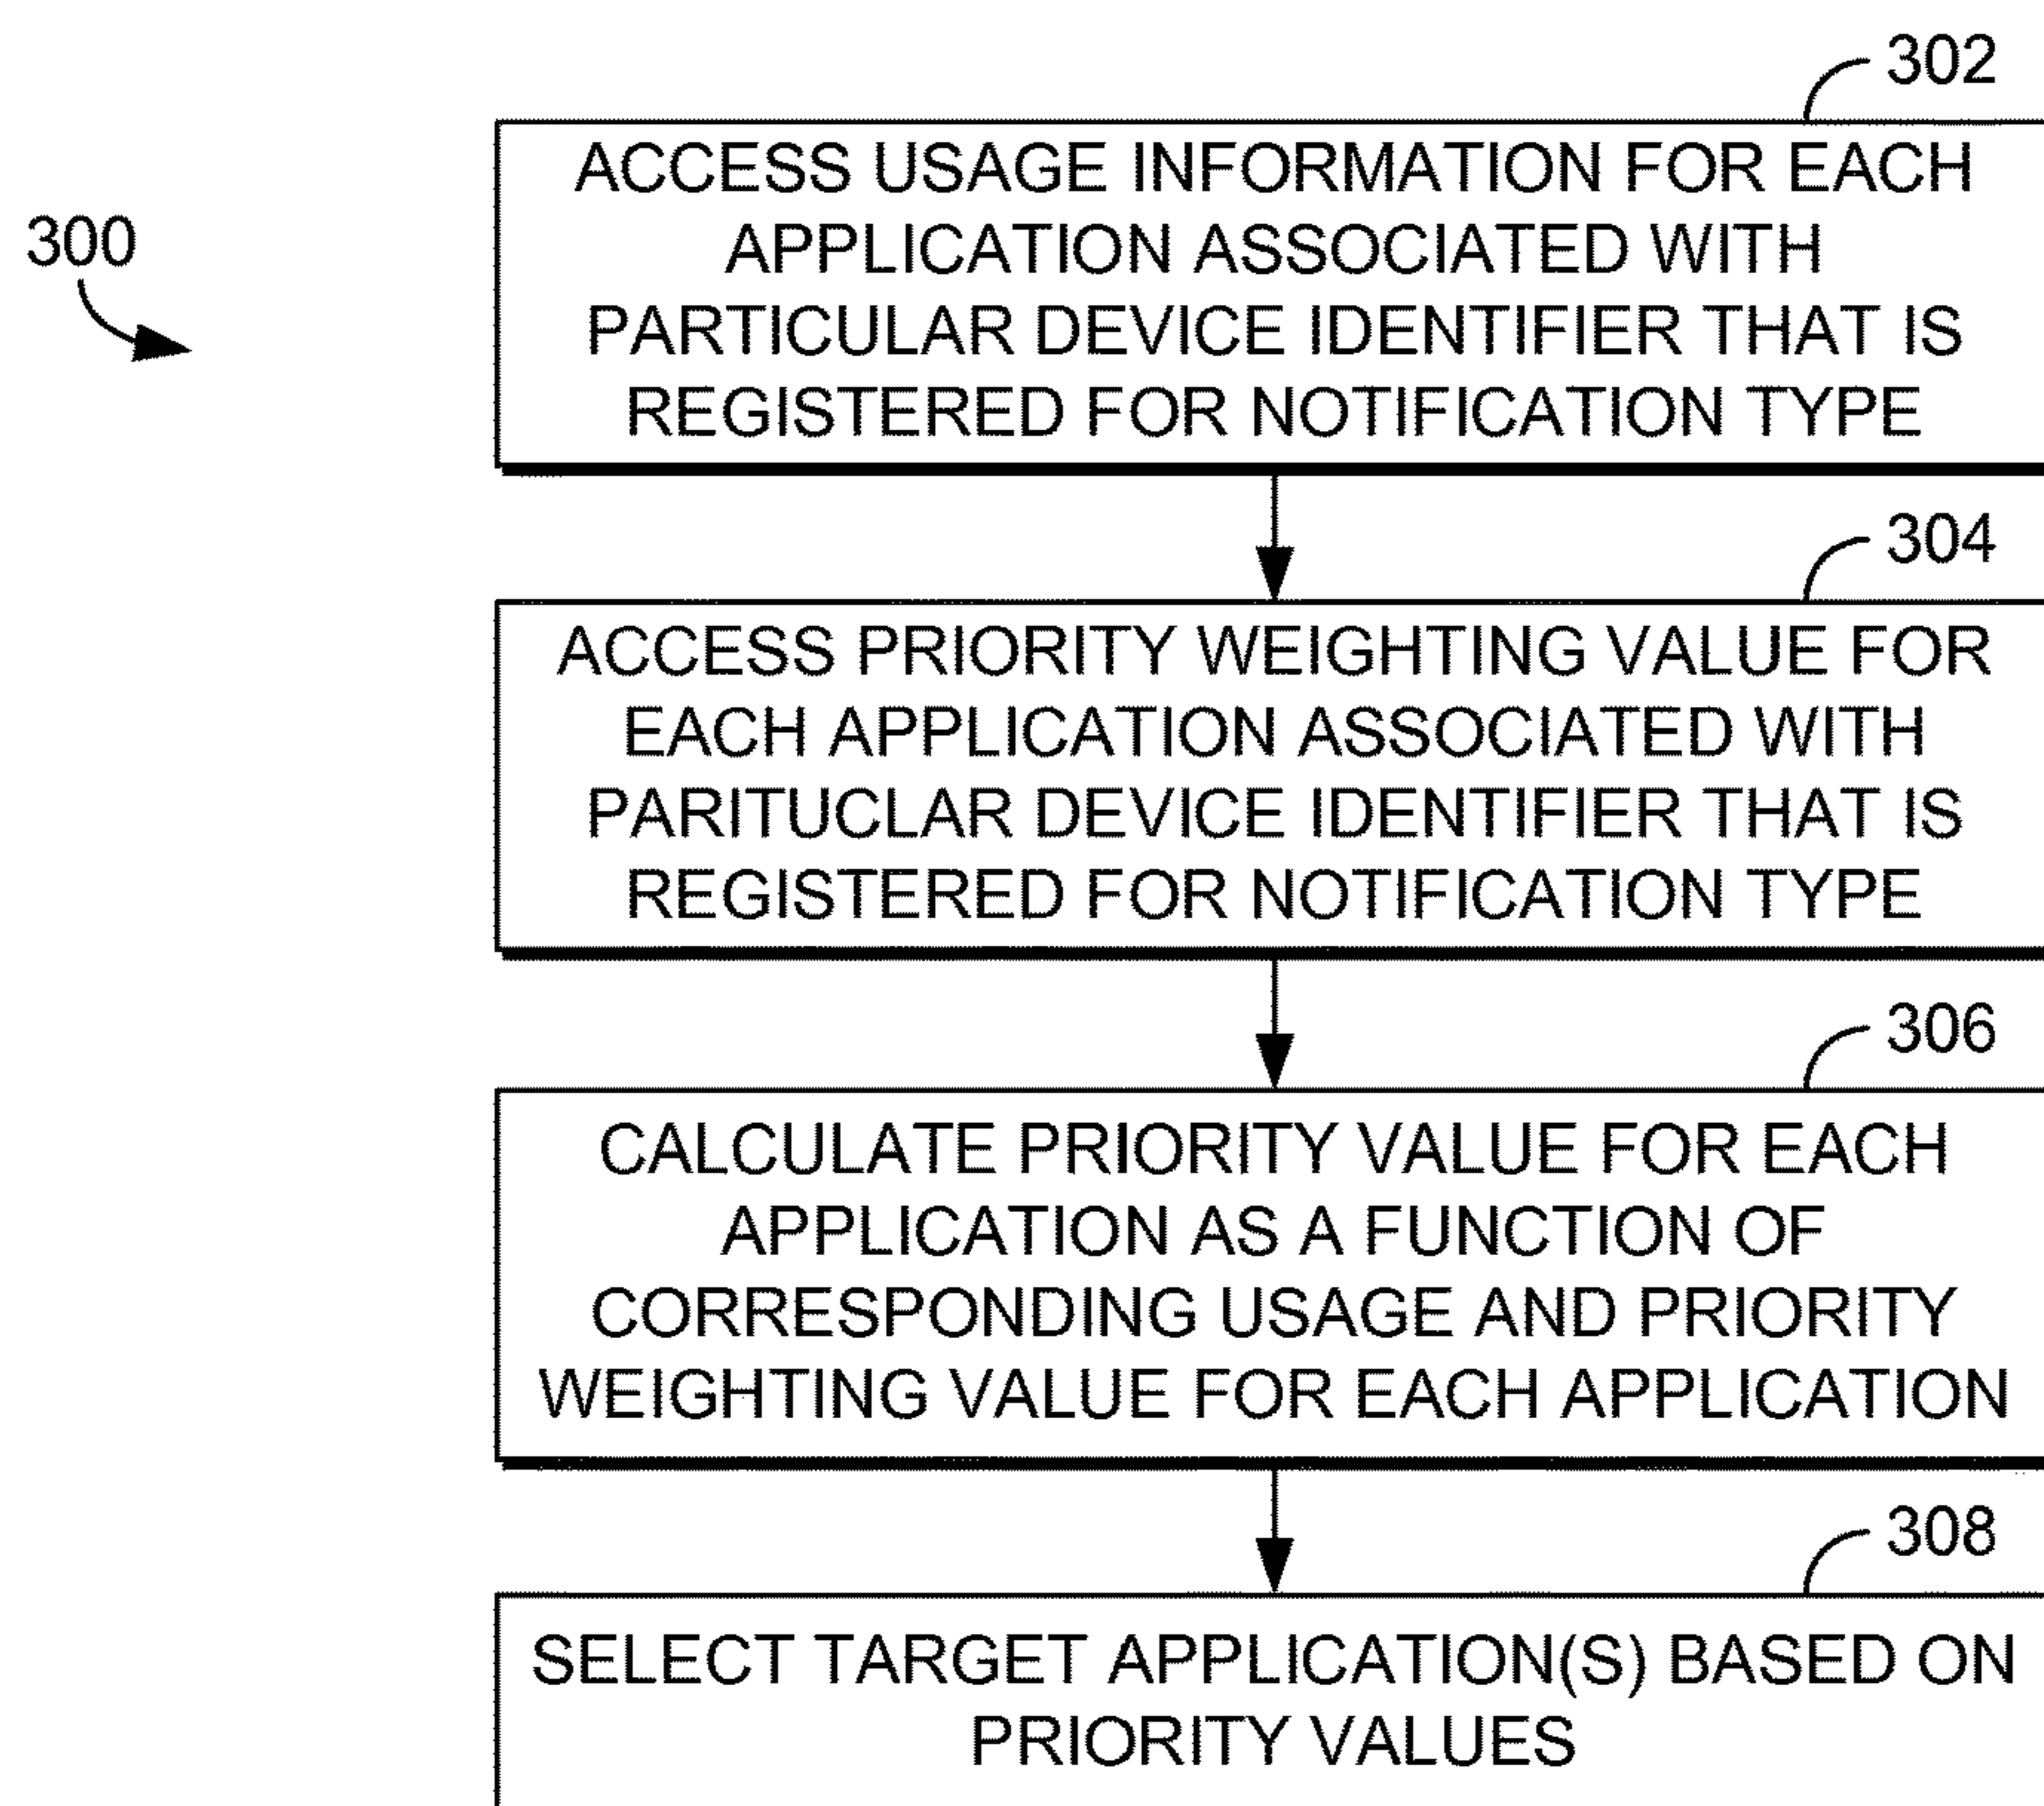 302
ACCESS USAGE INFORMATION FOR EACH
APPLICATION ASSOCIATED WITH
PARTICULAR DEVICE IDENTIFIER THAT IS
REGISTERED FOR NOTIFICATION TYPE
300
304
ACCESS PRIORITY WEIGHTING VALUE FOR
EACH APPLICATION ASSOCIATED WITH
PARITUCLAR DEVICE IDENTIFIER THAT IS
REGISTERED FOR NOTIFICATION TYPE
306
CALCULATE PRIORITY VALUE FOR EACH
APPLICATION AS A FUNCTION OF
CORRESPONDING USAGE AND PRIORITY
WEIGHTING VALUE FOR EACH APPLICATION
308
SELECT TARGET APPLICATION(S) BASED ON
PRIORITY VALUES